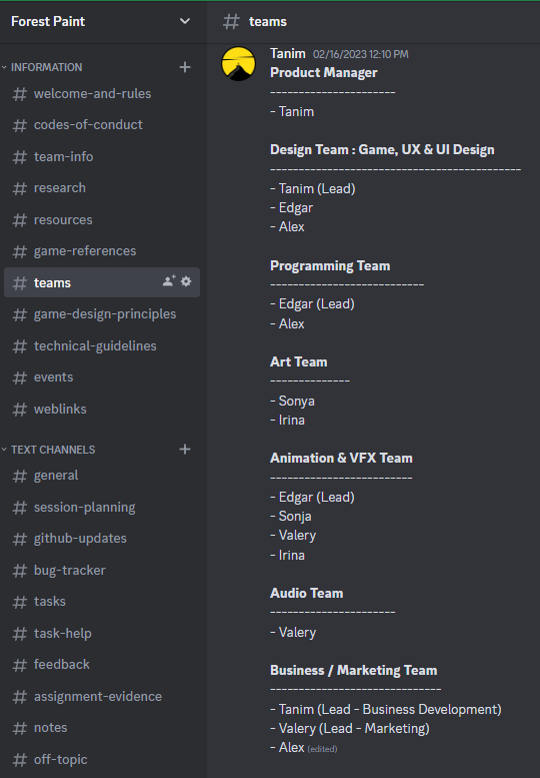 Forest Paint
INFORMATION
# welcome-and-rules
# codes-of-conduct
# team-info
# research
# resources
# game-references
# teams
# game-design-principles
# technical-guidelines
# events
# weblinks
TEXT CHANNELS
# general
# session-planning
# github-updates
# bug-tracker
# tasks
# task-help
# feedback
# assignment-evidence
# notes
# off-topic
# teams
Tanim 02/16/2023 12:10 PM
Product Manager
----------------------
- Tanim
Design Team : Game, UX & UI Design
--------------------------------------------
- Tanim (Lead)
- Edgar
- Alex
Programming Team
---------------------------
- Edgar (Lead)
- Alex
Art Team
--------------
- Sonya
- Irina
Animation & VFX Team
-------------------------
- Edgar (Lead)
- Sonja
- Valery
- Irina
Audio Team
----------------------
- Valery
Business / Marketing Team
------------------------------
- Tanim (Lead - Business Development)
- Valery (Lead - Marketing)
- Alex (edited)